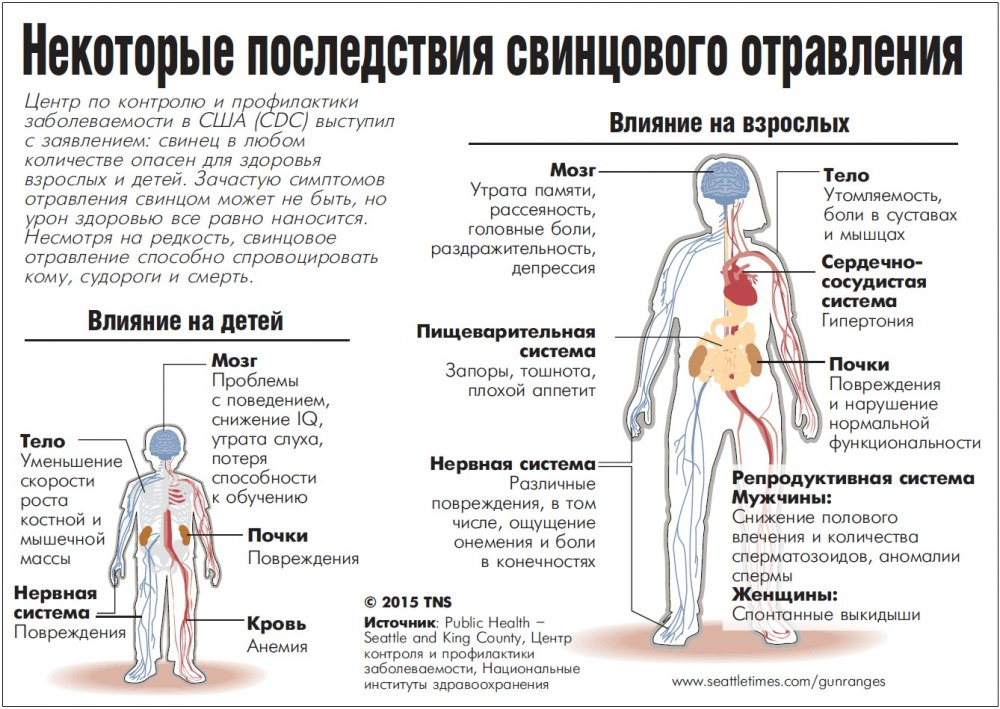 Некоторые последствия свинцового отравления
Центр по контролю и профилактики
заболеваемости в США (CDC) выступил
с заявлением: свинец в любом
количестве опасен для здоровья
взрослых и детей. Зачастую симптомов
отравления свинцом может не быть, но
урон здоровью все равно наносится.
Несмотря на редкость, свинцовое
отравление способно спровоцировать
кому, судороги и смерть.
Влияние на детей
Мозг
Проблемы
с поведением,
снижение IQ,
утрата слуха,
потеря
способности
к обучению
Тело
Уменьшение
скорости
роста
костной и
мышечной
массы
Почки
Повреждения
Нервная
система
Повреждения
Кровь
Анемия
Влияние на взрослых
Мозг
Утрата памяти,
рассеяность,
головные боли,
раздражительность,
депрессия
Тело
Утомляемость,
боли в суставах
и мышцах
Сердечно-
сосудистая
система
Гипертония
Пищеварительная
система
Запоры, тошнота,
плохой аппетит
Почки
Повреждения
и нарушение
нормальной
функциональности
Нервная система
Различные
повреждения, в том
числе, ощущение
онемения и боли
в конечностях
Репродуктивная система
Мужчины:
Снижение полового
влечения и количества
сперматозоидов, аномалии
спермы
Женщины:
Спонтанные выкидыши
© 2015 TNS
Источник: Public Health –
Seattle and King County, Центр
контроля и профилактики
заболеваемости, Национальные
институты здравоохранения
www.seattletimes.com/gunranges